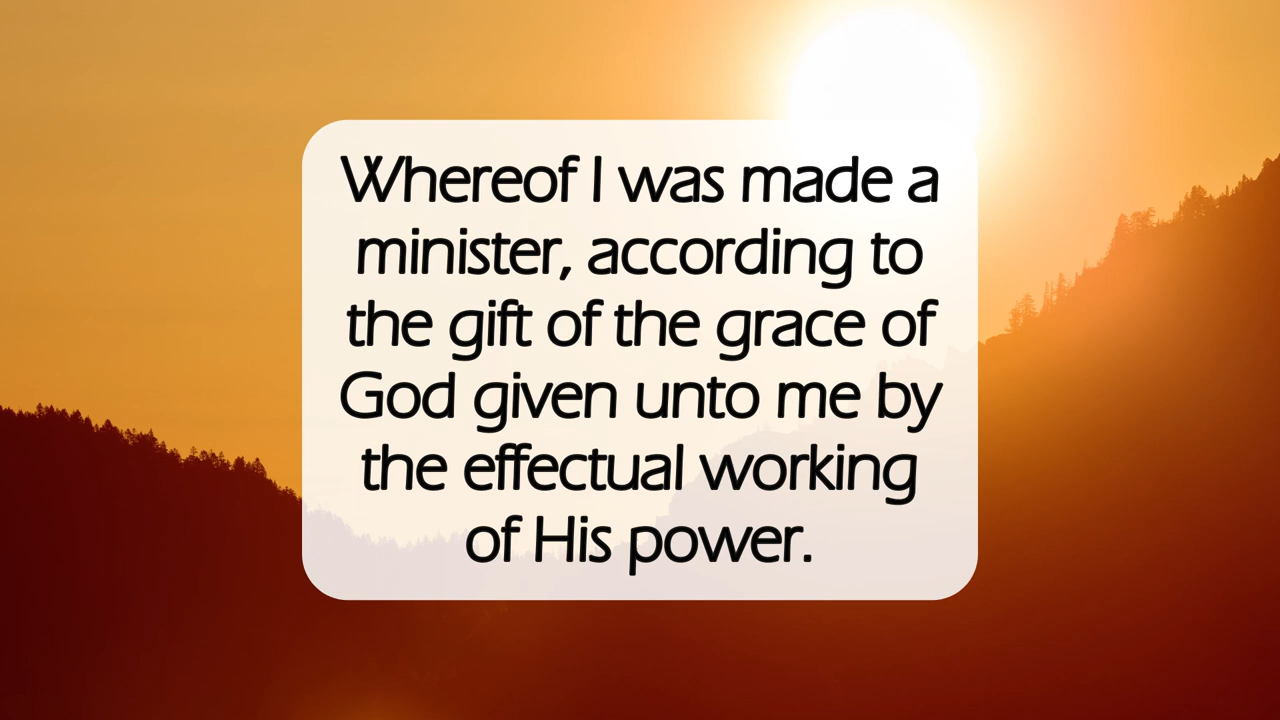 Whereof I was made a
minister, according to
the gift of the grace of
God given unto me by
the effectual working
of His power.